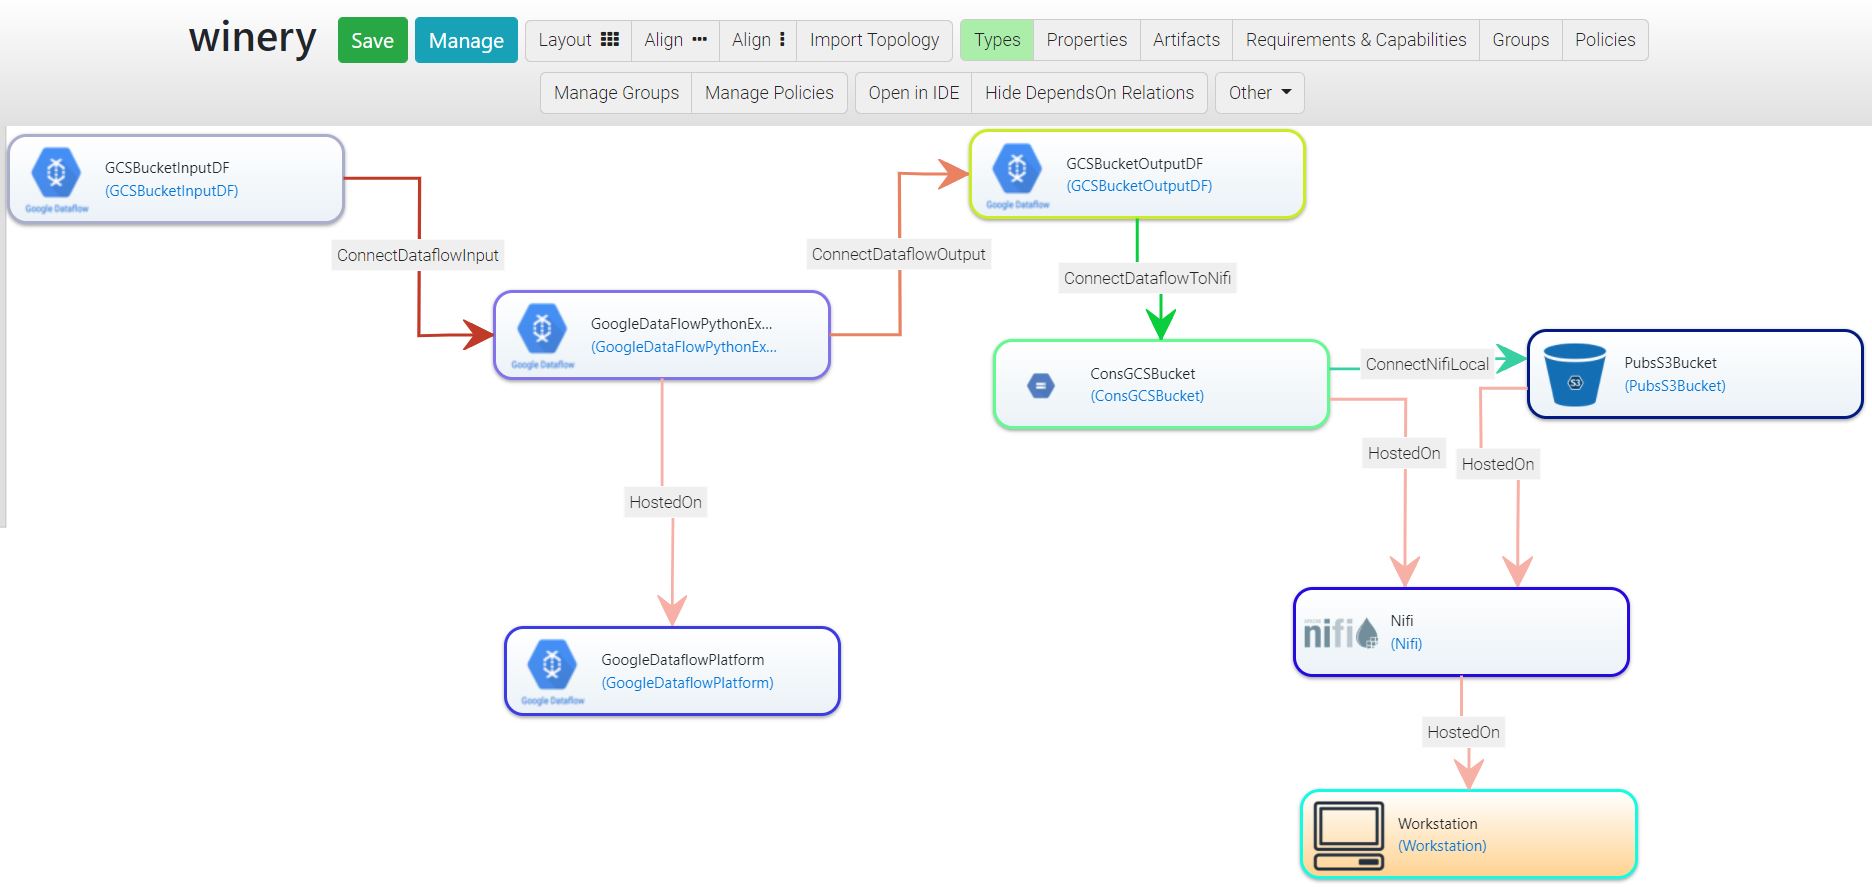 winery
Save
Manage
Layout
Align
Align
Import Topology
Types
Properties
Artifacts
Requirements & Capabilities
Groups
Policies
Manage Groups
Manage Policies
Open in IDE
Hide DependsOn Relations
Other
Google Dataflow
GCSBucketInputDF
(GCSBucketInputDF)
Google Dataflow
GCSBucketOutputDF
(GCSBucketOutputDF)
ConnectDataflowInput
ConnectDataflowOutput
ConnectDataflowToNifi
Google Dataflow
GoogleDataFlowPythonEx...
(GoogleDataFlowPythonEx...
ConsGCSBucket
(ConsGCSBucket)
ConnectNifiLocal
S3
PubsS3Bucket
(PubsS3Bucket)
HostedOn
HostedOn
HostedOn
Google Dataflow
GoogleDataflowPlatform
(GoogleDataflowPlatform)
nifi
Nifi
(Nifi)
HostedOn
Workstation
(Workstation)